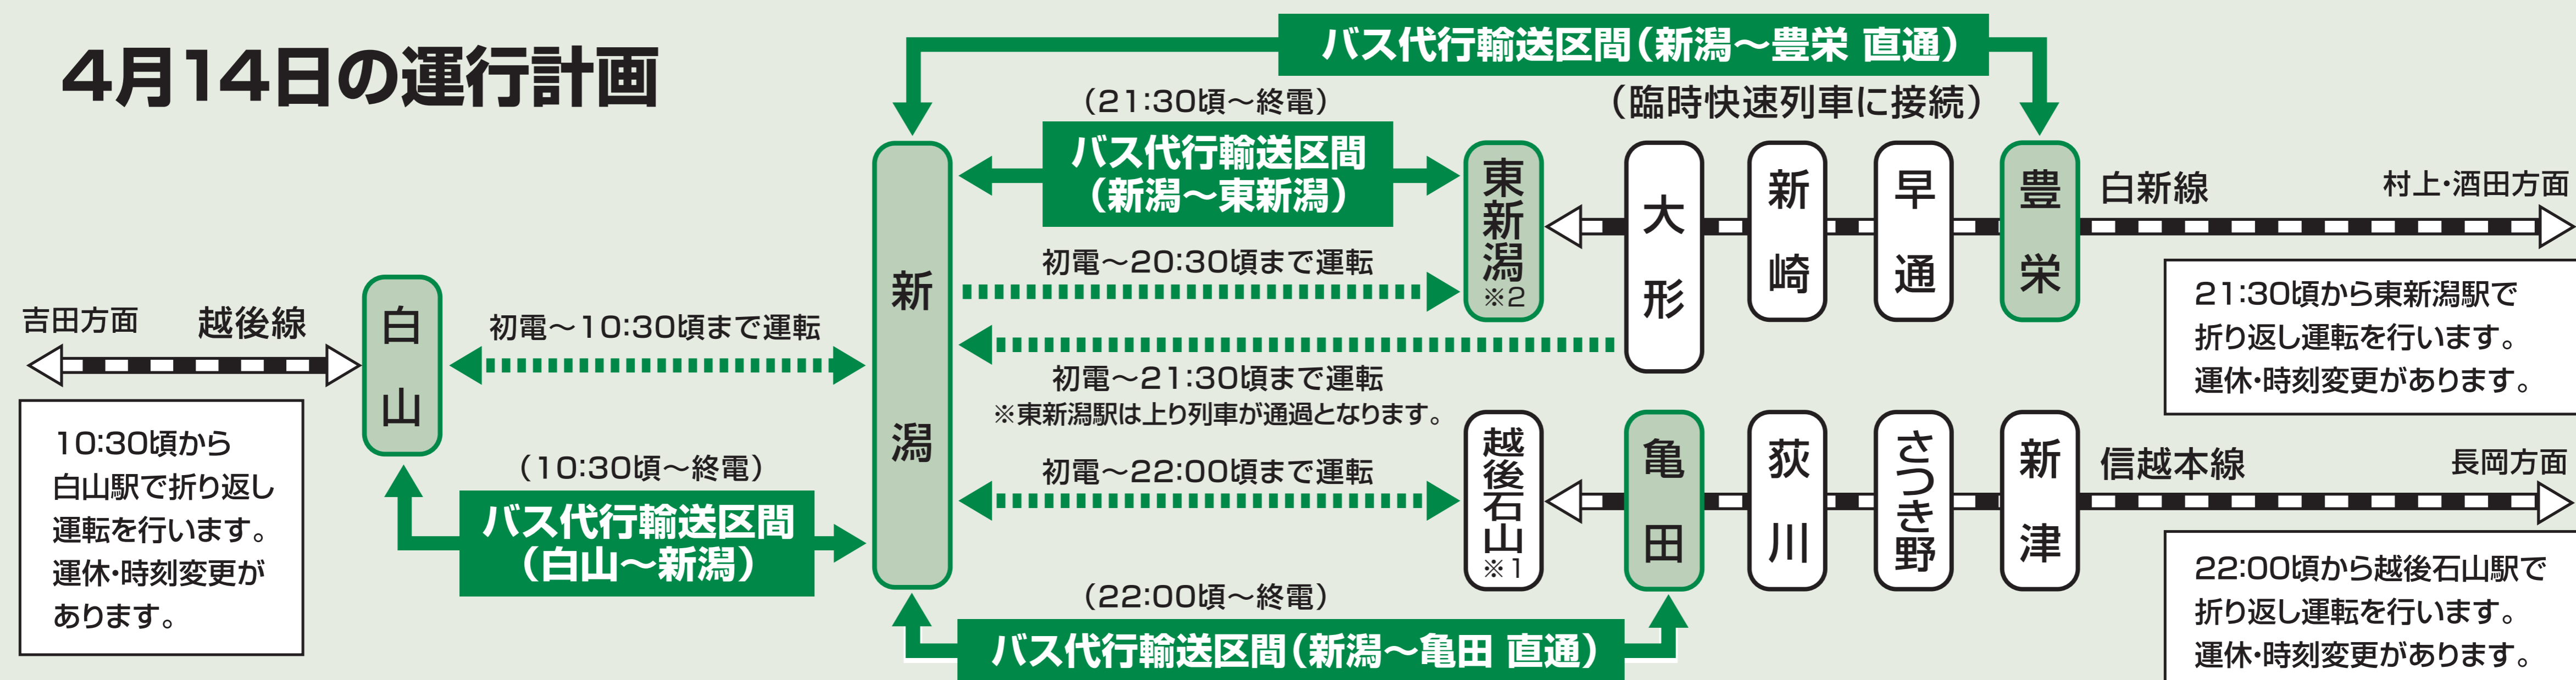 4月14日の運行計画
バス代行輸送区間（新潟〜豊栄 直通）
（臨時快速列車に接続）
（21:30頃〜終電）
バス代行輸送区間
（新潟〜東新潟）
初電〜20:30頃まで運転
初電〜21:30頃まで運転
※東新潟駅は上り列車が通過となります。
初電〜22:00頃まで運転
（22:00頃〜終電）
バス代行輸送区間（新潟〜亀田 直通）
吉田方面
越後線
白山
初電〜10:30頃まで運転
（10:30頃〜終電）
バス代行輸送区間
（白山〜新潟）
10:30頃から
白山駅で折り返し
運転を行います。
運休・時刻変更が
あります。
新潟
東新潟※2
大形
新崎
早通
豊栄
白新線
村上・酒田方面
21:30頃から東新潟駅で
折り返し運転を行います。
運休・時刻変更があります。
越後石山※1
亀田
荻川
さつき野
新津
信越本線
長岡方面
22:00頃から越後石山駅で
折り返し運転を行います。
運休・時刻変更があります。